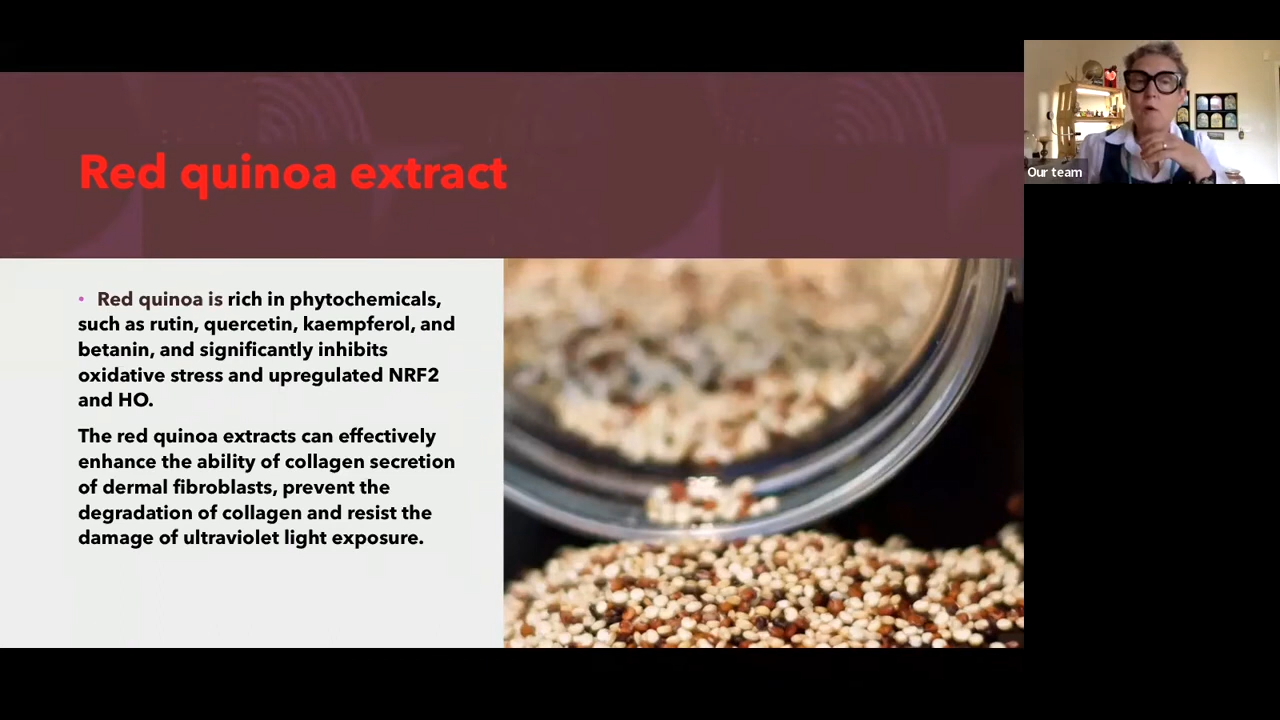 Red quinoa extract
• Red quinoa is rich in phytochemicals,
such as rutin, quercetin, kaempferol, and
betanin, and significantly inhibits
oxidative stress and upregulated NRF2
and HO.
The red quinoa extracts can effectively
enhance the ability of collagen secretion
of dermal fibroblasts, prevent the
degradation of collagen and resist the
damage of ultraviolet light exposure.
Our team